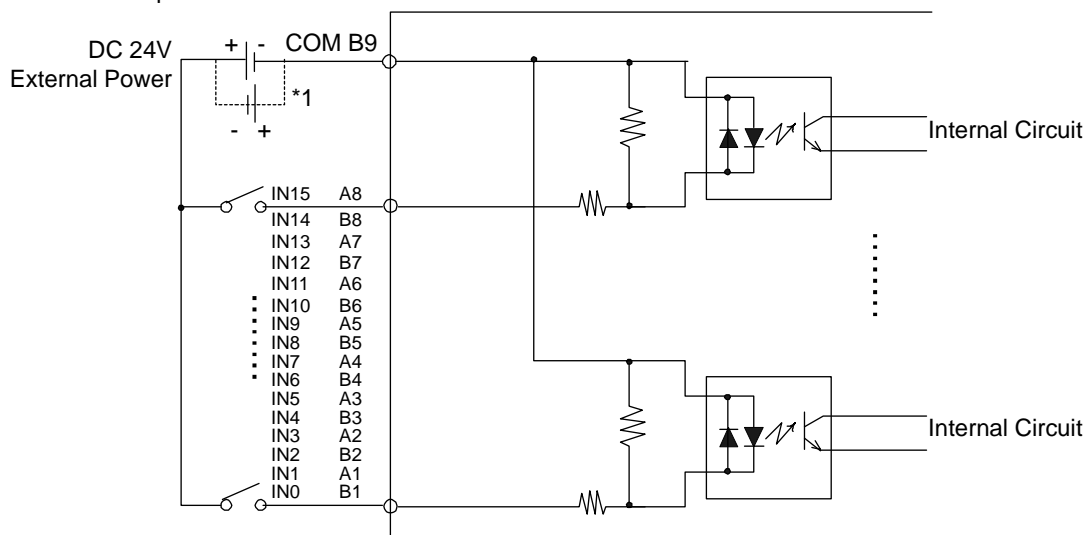 DC 24V
External Power
+ -
COM B9
*1
- +
Internal Circuit
IN15 A8
IN14 B8
IN13 A7
IN12 B7
IN11 A6
IN10 B6
IN9 A5
IN8 B5
IN7 A4
IN6 B4
IN5 A3
IN4 B3
IN3 A2
IN2 B2
IN1 A1
IN0 B1
Internal Circuit